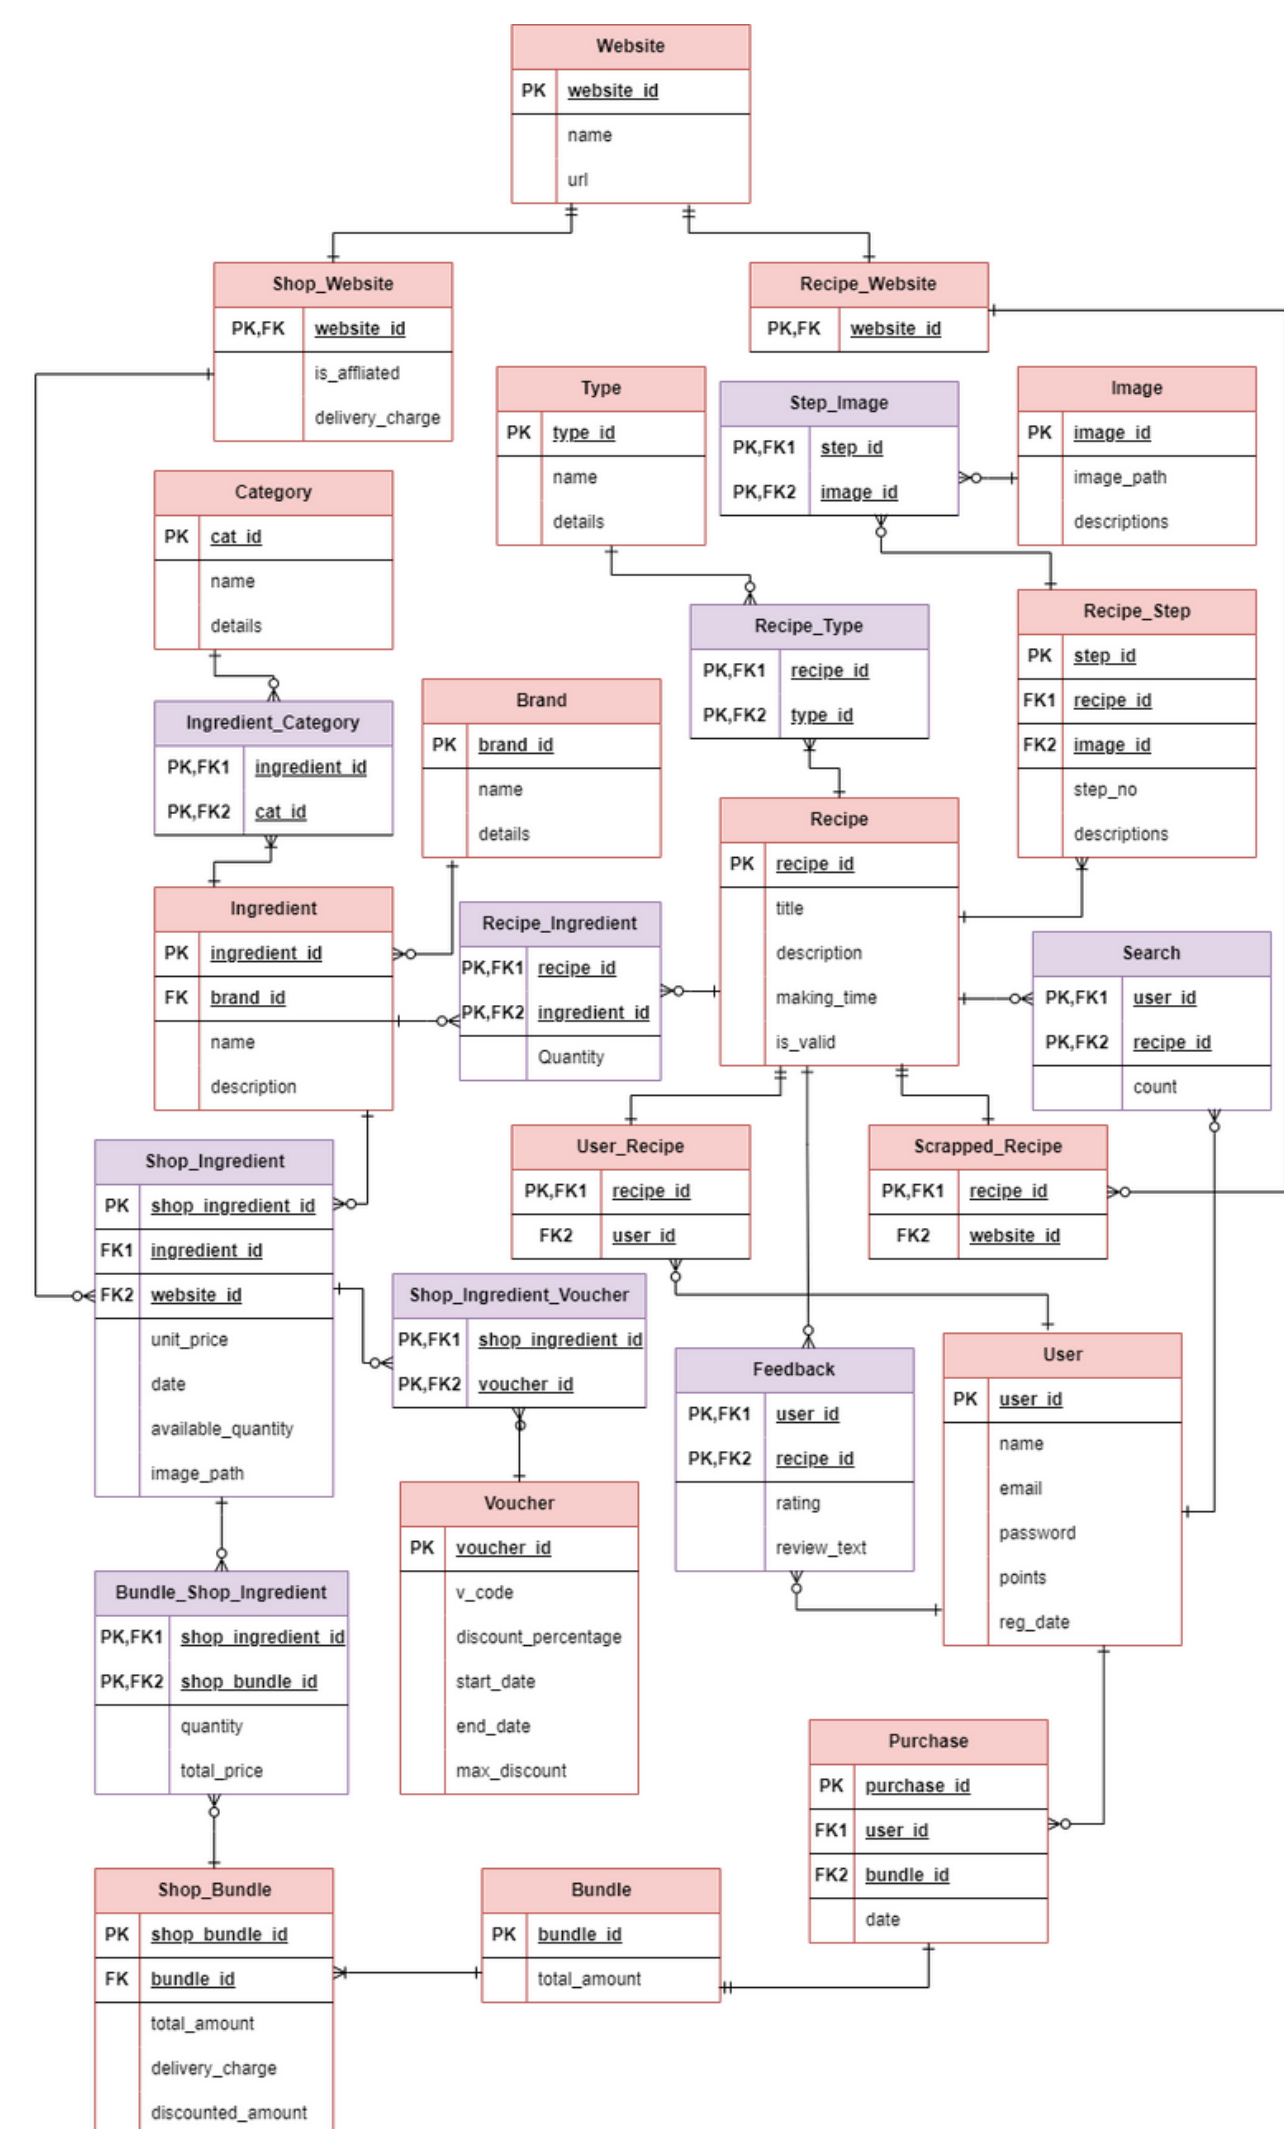 Website
PK website_id
name
url
Shop_Website
PK,FK website_id
is_affliated
delivery_charge
Recipe_Website
PK,FK website_id
Type
PK type_id
name
details
Step_Image
PK,FK1 step_id
PK,FK2 image_id
Image
PK image_id
image_path
descriptions
Category
PK cat_id
name
details
Recipe_Type
PK,FK1 recipe_id
PK,FK2 type_id
Recipe_Step
PK step_id
FK1 recipe_id
FK2 image_id
step_no
descriptions
Ingredient_Category
PK,FK1 ingredient_id
PK,FK2 cat_id
Brand
PK brand_id
name
details
Recipe
PK recipe_id
title
description
making_time
is_valid
Ingredient
PK ingredient_id
FK brand_id
name
description
Recipe_Ingredient
PK,FK1 recipe_id
PK,FK2 ingredient_id
Quantity
Search
PK,FK1 user_id
PK,FK2 recipe_id
count
Shop_Ingredient
PK shop_ingredient_id
FK1 ingredient_id
FK2 website_id
unit_price
date
available_quantity
image_path
User_Recipe
PK,FK1 recipe_id
FK2 user_id
Scrapped_Recipe
PK,FK1 recipe_id
FK2 website_id
Shop_Ingredient_Voucher
PK,FK1 shop_ingredient_id
PK,FK2 voucher_id
Feedback
PK,FK1 user_id
PK,FK2 recipe_id
rating
review_text
User
PK user_id
name
email
password
points
reg_date
Voucher
PK voucher_id
v_code
discount_percentage
start_date
end_date
max_discount
Bundle_Shop_Ingredient
PK,FK1 shop_ingredient_id
PK,FK2 shop_bundle_id
quantity
total_price
Purchase
PK purchase_id
FK1 user_id
FK2 bundle_id
date
Shop_Bundle
PK shop_bundle_id
FK bundle_id
total_amount
delivery_charge
discounted_amount
Bundle
PK bundle_id
total_amount